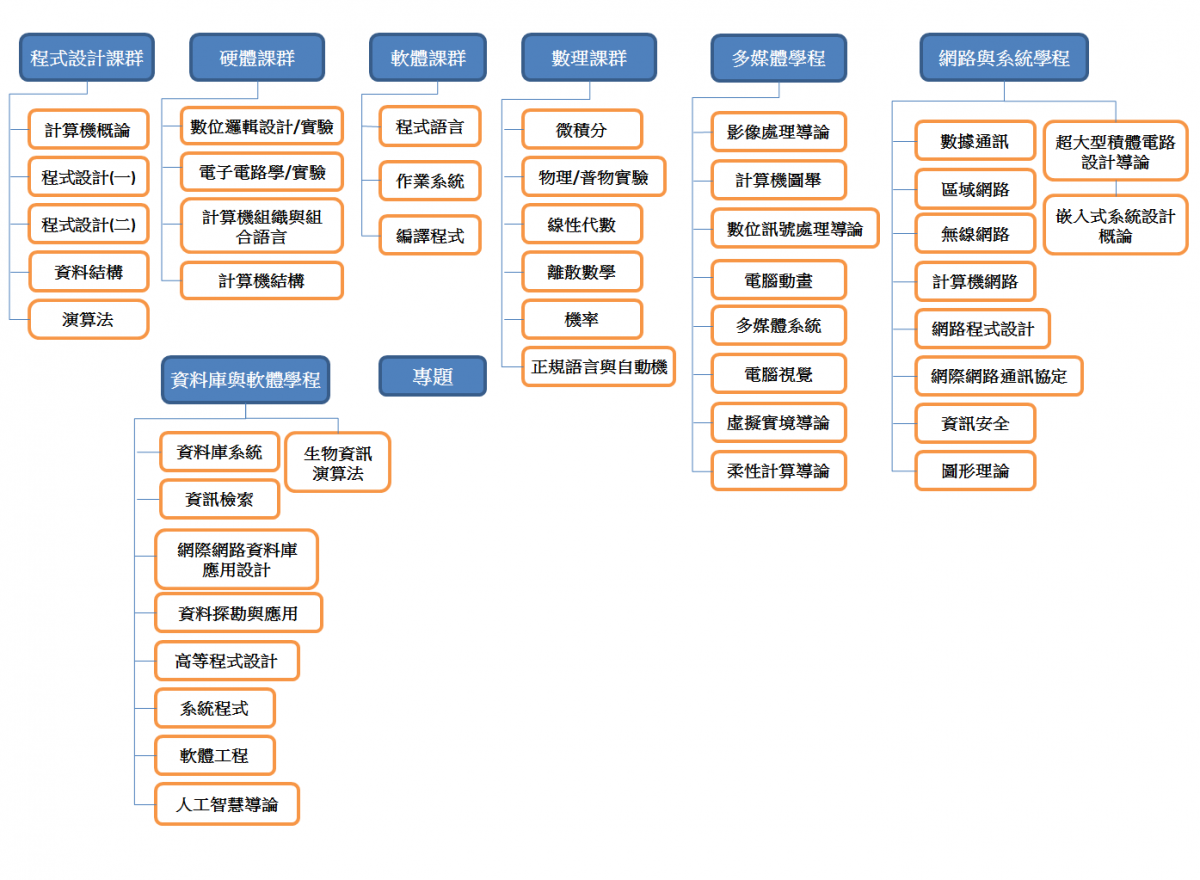 程式設計課群
計算機概論
程式設計(一)
程式設計(二)
資料結構
演算法
硬體課群
數位邏輯設計/實驗
電子電路學/實驗
計算機組織與組
合語言
計算機結構
軟體課群
程式語言
作業系統
編譯程式
數理課群
微積分
物理/普物實驗
線性代數
離散數學
機率
正規語言與自動機
多媒體學程
影像處理導論
計算機圖學
數位訊號處理導論
電腦動畫
多媒體系統
電腦視覺
虛擬實境導論
柔性計算導論
網路與系統學程
數據通訊
區域網路
無線網路
計算機網路
網路程式設計
網際網路通訊協定
資訊安全
圖形理論
超大型積體電路
設計導論
嵌入式系統設計
概論
資料庫與軟體學程
資料庫系統
資訊檢索
網際網路資料庫
應用設計
資料探勘與應用
高等程式設計
系統程式
軟體工程
人工智慧導論
生物資訊
演算法
專題